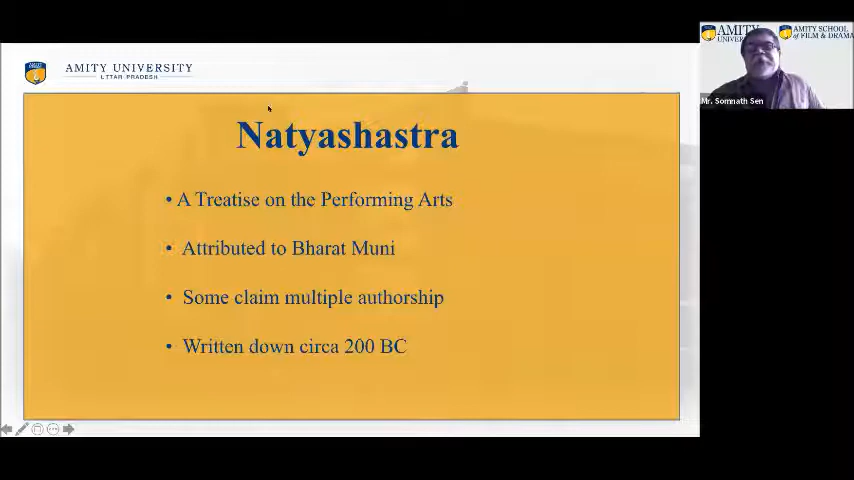 AMITY UNIVERSITY
UTTAR PRADESH
Natyashastra
• A Treatise on the Performing Arts
• Attributed to Bharat Muni
• Some claim multiple authorship
• Written down circa 200 BC
AMITY
AMITY SCHOOL
of FILM & DRAMA
Mr. Somnath Sen